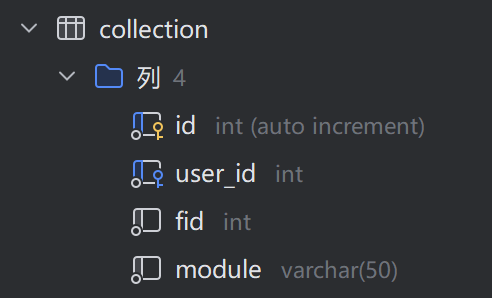 collection
列 4
id int (auto increment)
user_id int
fid int
module varchar(50)